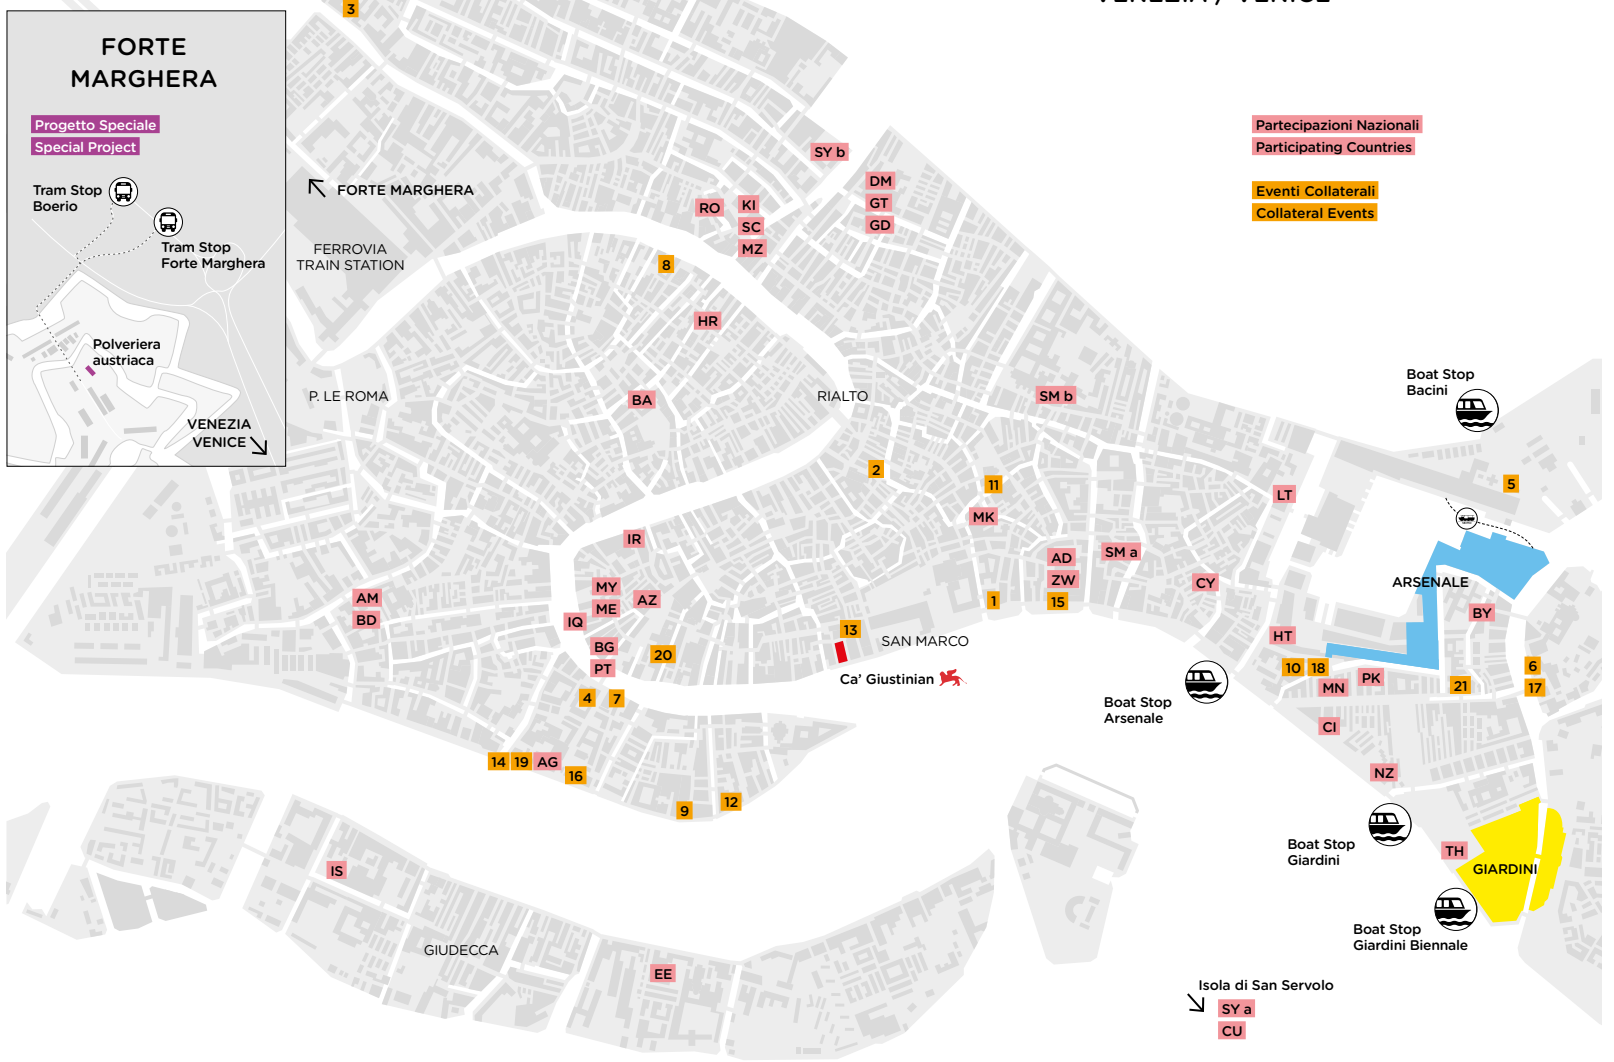 3
FORTE
MARGHERA
Progetto Speciale
Special Project
Tram Stop
Boerio
Tram Stop
Forte Marghera
Polveriera
austriaca
VENEZIA
VENICE
Partecipazioni Nazionali
Participating Countries
Eventi Collaterali
Collateral Events
FORTE MARGHERA
FERROVIA
TRAIN STATION
P. LE ROMA
SY b
DM
GT
GD
RO
KI
SC
MZ
8
HR
BA
RIALTO
SM b
2
11
MK
IR
MY
ME
AZ
IQ
BG
PT
20
4
7
AM
BD
14
19
AG
16
9
12
13
SAN MARCO
Ca' Giustinian
1
AD
ZW
15
SM a
CY
LT
Boat Stop
Bacini
5
ARSENALE
BY
HT
10
18
MN
PK
21
6
17
CI
NZ
Boat Stop
Arsenale
Boat Stop
Giardini
TH
GIARDINI
Boat Stop
Giardini Biennale
IS
GIUDECCA
EE
Isola di San Servolo
SY a
CU